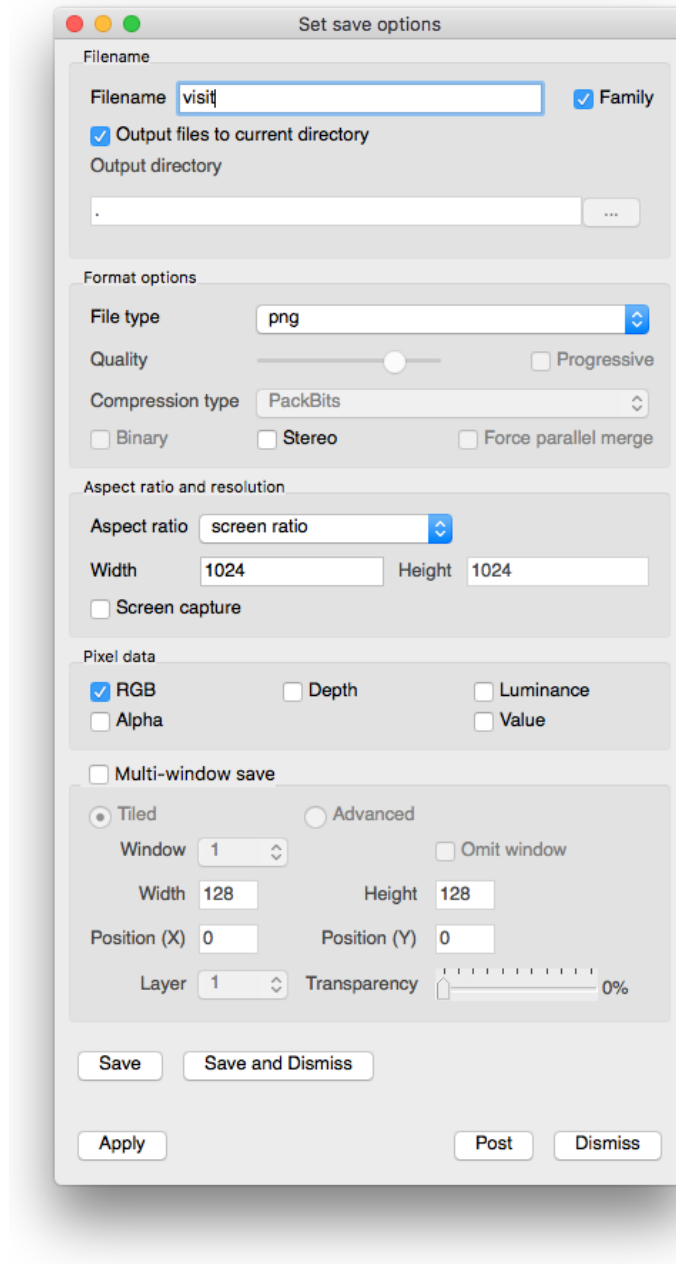 Set save options
Filename
Filename visit Family
Output files to current directory
Output directory
. ...
Format options
File type png
Quality Progressive
Compression type PackBits
Binary Stereo Force parallel merge
Aspect ratio and resolution
Aspect ratio screen ratio
Width 1024 Height 1024
Screen capture
Pixel data
RGB Depth Luminance
Alpha Value
Multi-window save
Tiled Advanced
Window 1 Omit window
Width 128 Height 128
Position (X) 0 Position (Y) 0
Layer 1 Transparency 0%
Save Save and Dismiss
Apply Post Dismiss